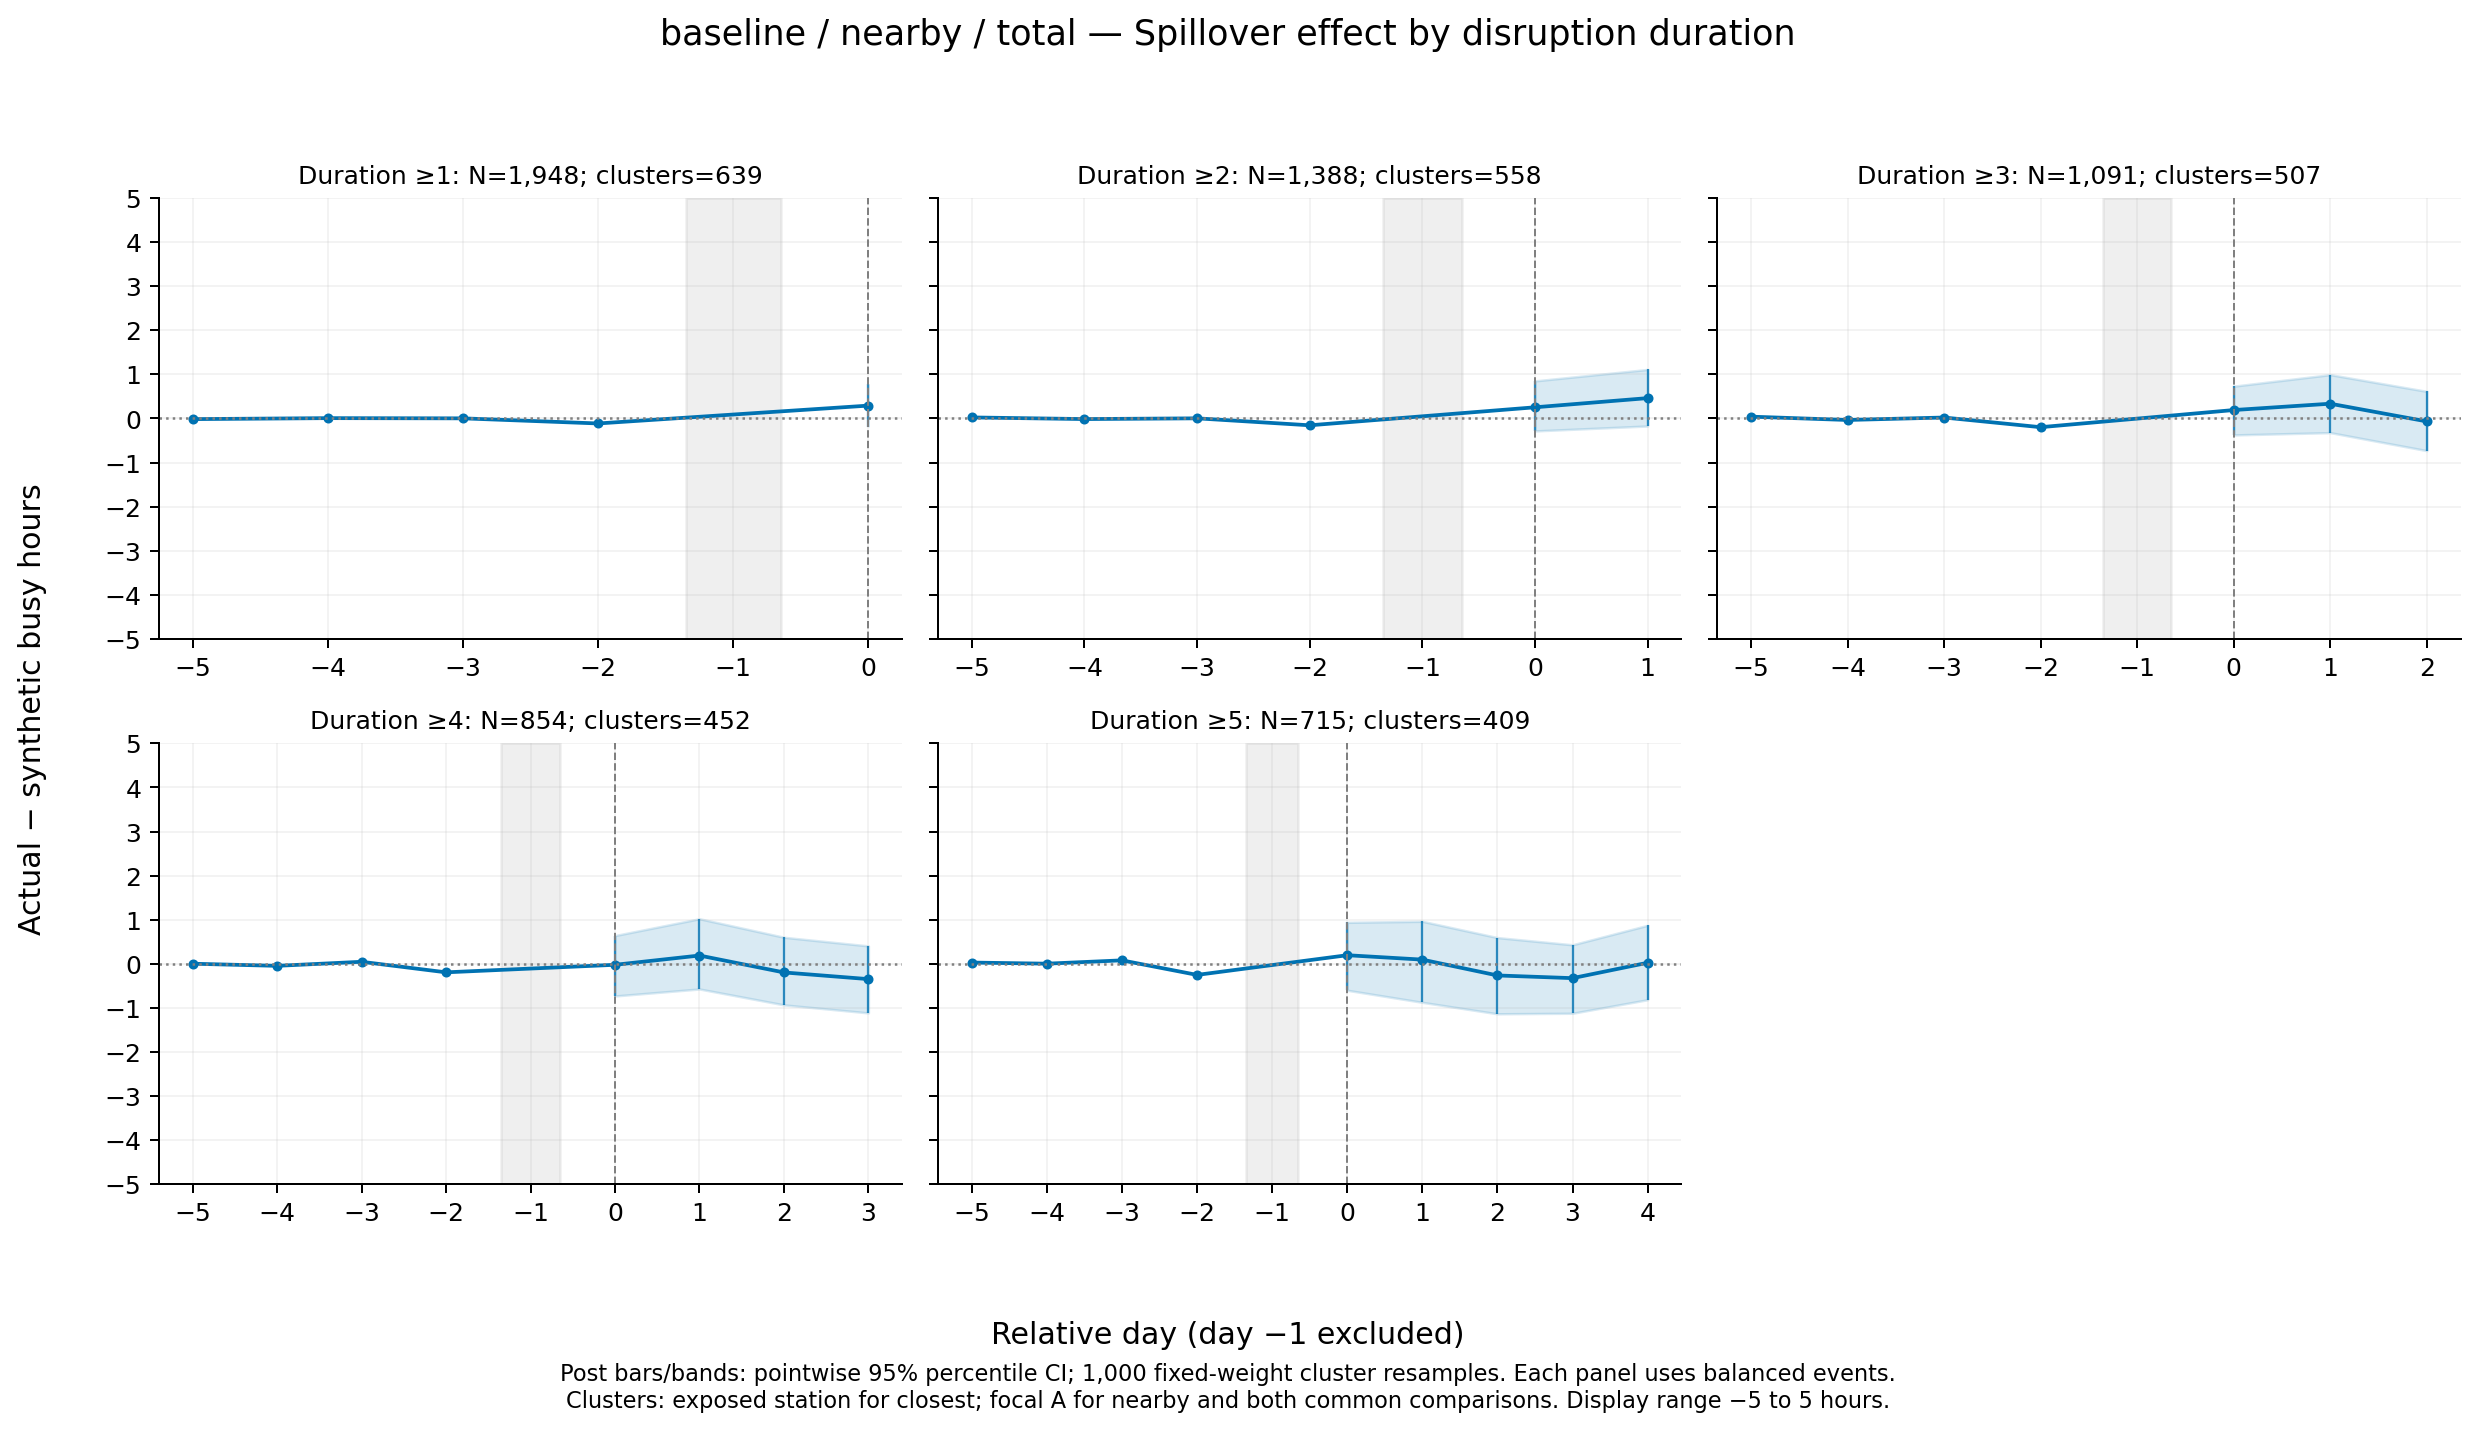 baseline / nearby / total — Spillover effect by disruption duration
Duration ≥1: N=1,948; clusters=639
Duration ≥2: N=1,388; clusters=558
Duration ≥3: N=1,091; clusters=507
5
4
3
2
1
0
−1
−2
−3
−4
−5
−5 −4 −3 −2 −1 0
−5 −4 −3 −2 −1 0 1
−5 −4 −3 −2 −1 0 1 2
Actual − synthetic busy hours
Duration ≥4: N=854; clusters=452
Duration ≥5: N=715; clusters=409
5
4
3
2
1
0
−1
−2
−3
−4
−5
−5 −4 −3 −2 −1 0 1 2 3
−5 −4 −3 −2 −1 0 1 2 3 4
Relative day (day −1 excluded)
Post bars/bands: pointwise 95% percentile CI; 1,000 fixed-weight cluster resamples. Each panel uses balanced events.
Clusters: exposed station for closest; focal A for nearby and both common comparisons. Display range −5 to 5 hours.